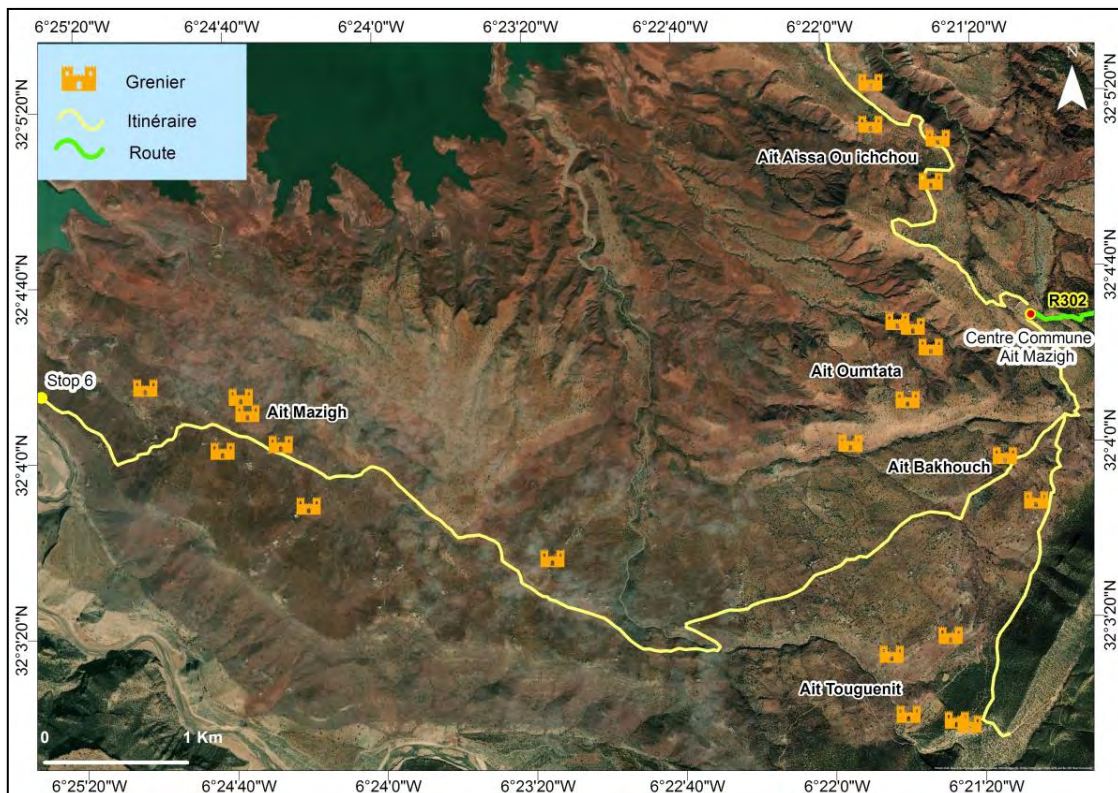 6°25'20"W 6°24'40"W 6°24'0"W 6°23'20"W 6°22'40"W 6°22'0"W 6°21'20"W
Grenier
Itinéraire
Route
N
32°5'20"N
32°5'20"N
Ait Aissa Ou ichchou
32°4'40"N
32°4'40"N
R302
Centre Commune
Ait Mazigh
Stop 6
Ait Oumtata
Ait Mazigh
32°4'0"N
32°4'0"N
Ait Bakhouch
32°3'20"N
32°3'20"N
Ait Touguenit
0 1 Km
6°25'20"W 6°24'40"W 6°24'0"W 6°23'20"W 6°22'40"W 6°22'0"W 6°21'20"W